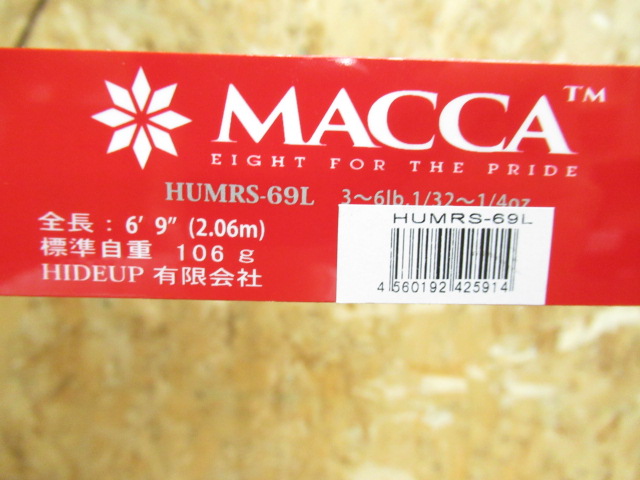 MACCA™
EIGHT FOR THE PRIDE
HUMRS-69L 3～6lb. 1/32～1/4oz
全長：6' 9" (2.06m)
標準自重 106g
HIDEUP 有限会社
HUMRS-69L
4 560192 425914